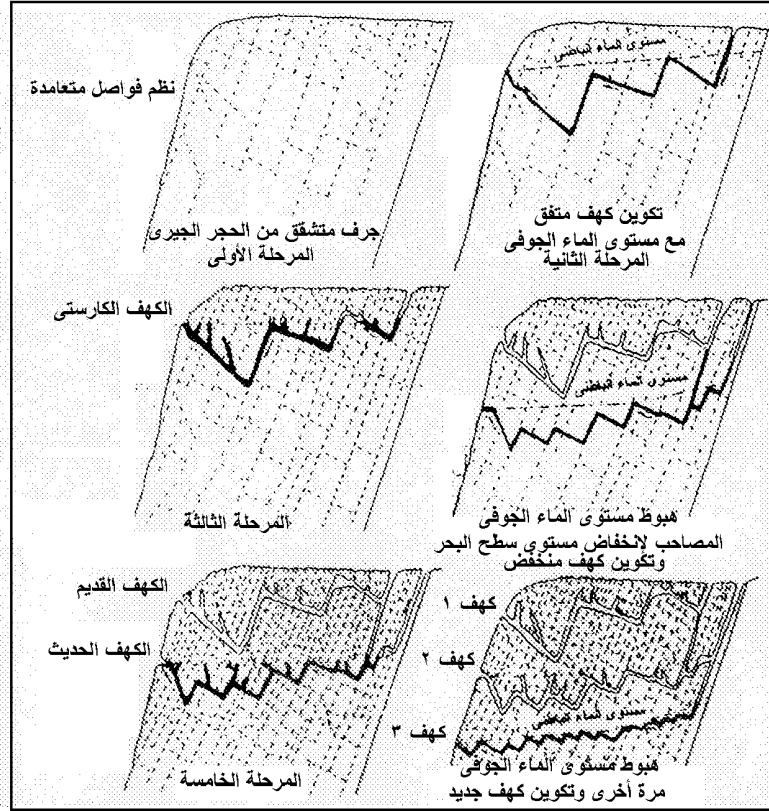 مستوى الماء الباطنى
نظم فواصل متعامدة
جرف متشقق من الحجر الجيرى
المرحلة الأولى
تكوين كهف متفق
مع مستوى الماء الجوفى
المرحلة الثانية
الكهف الكارستى
المرحلة الثالثة
مستوى الماء الباطنى
هبوط مستوى الماء الجوفى
المصاحب لإنخفاض مستوى سطح البحر
وتكوين كهف منخفض
الكهف القديم
الكهف الحديث
المرحلة الخامسة
كهف ١
كهف ٢
كهف ٣
مستوى الماء الباطنى
هبوط مستوى الماء الجوفى
مرة أخرى وتكوين كهف جديد